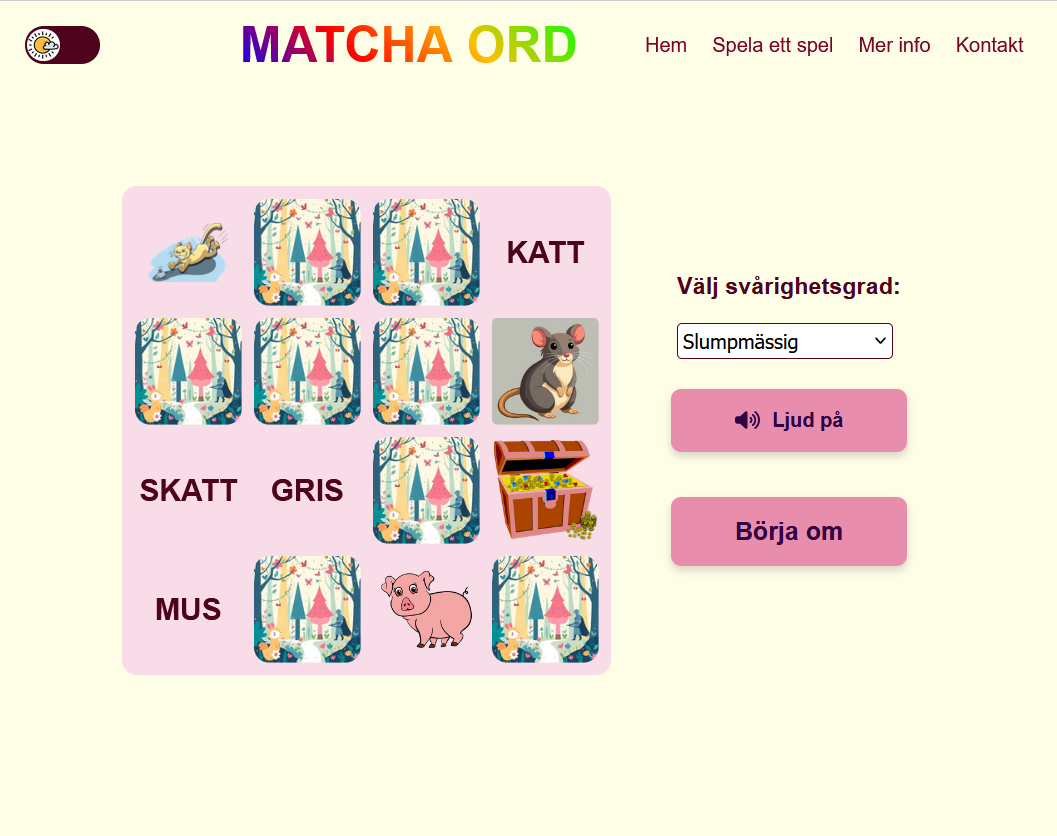 MATCHA ORD
Hem Spela ett spel Mer info Kontakt
KATT
SKATT GRIS
MUS
Välj svårighetsgrad:
Slumpmässig
Ljud på
Börja om